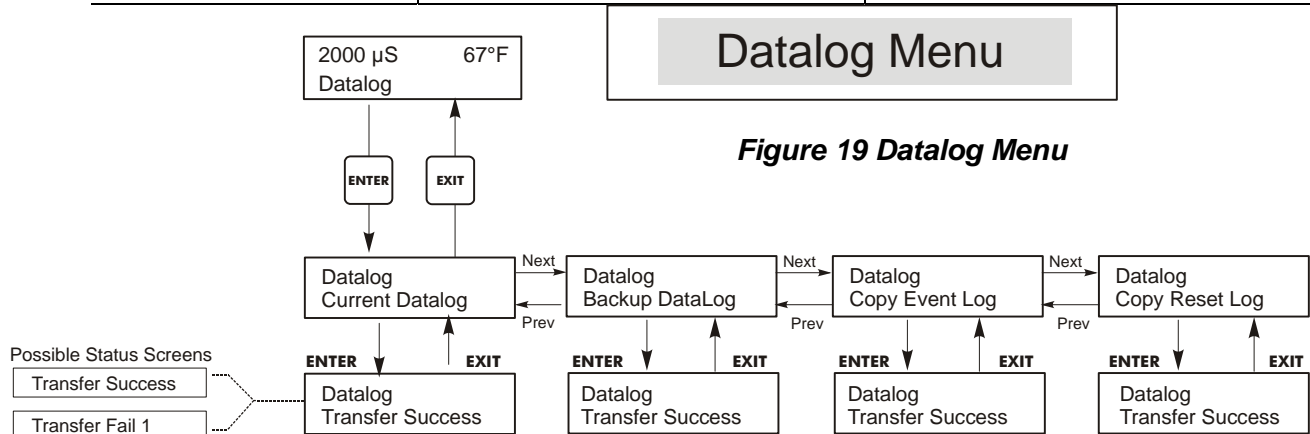 Datalog Menu
2000 µS 67°F
Datalog
Figure 19 Datalog Menu
ENTER EXIT
Datalog
Current Datalog
Next
Prev
Datalog
Backup DataLog
Next
Prev
Datalog
Copy Event Log
Next
Prev
Datalog
Copy Reset Log
Possible Status Screens
Transfer Success
Transfer Fail 1
ENTER EXIT
Datalog
Transfer Success
ENTER EXIT
Datalog
Transfer Success
ENTER EXIT
Datalog
Transfer Success
ENTER EXIT
Datalog
Transfer Success